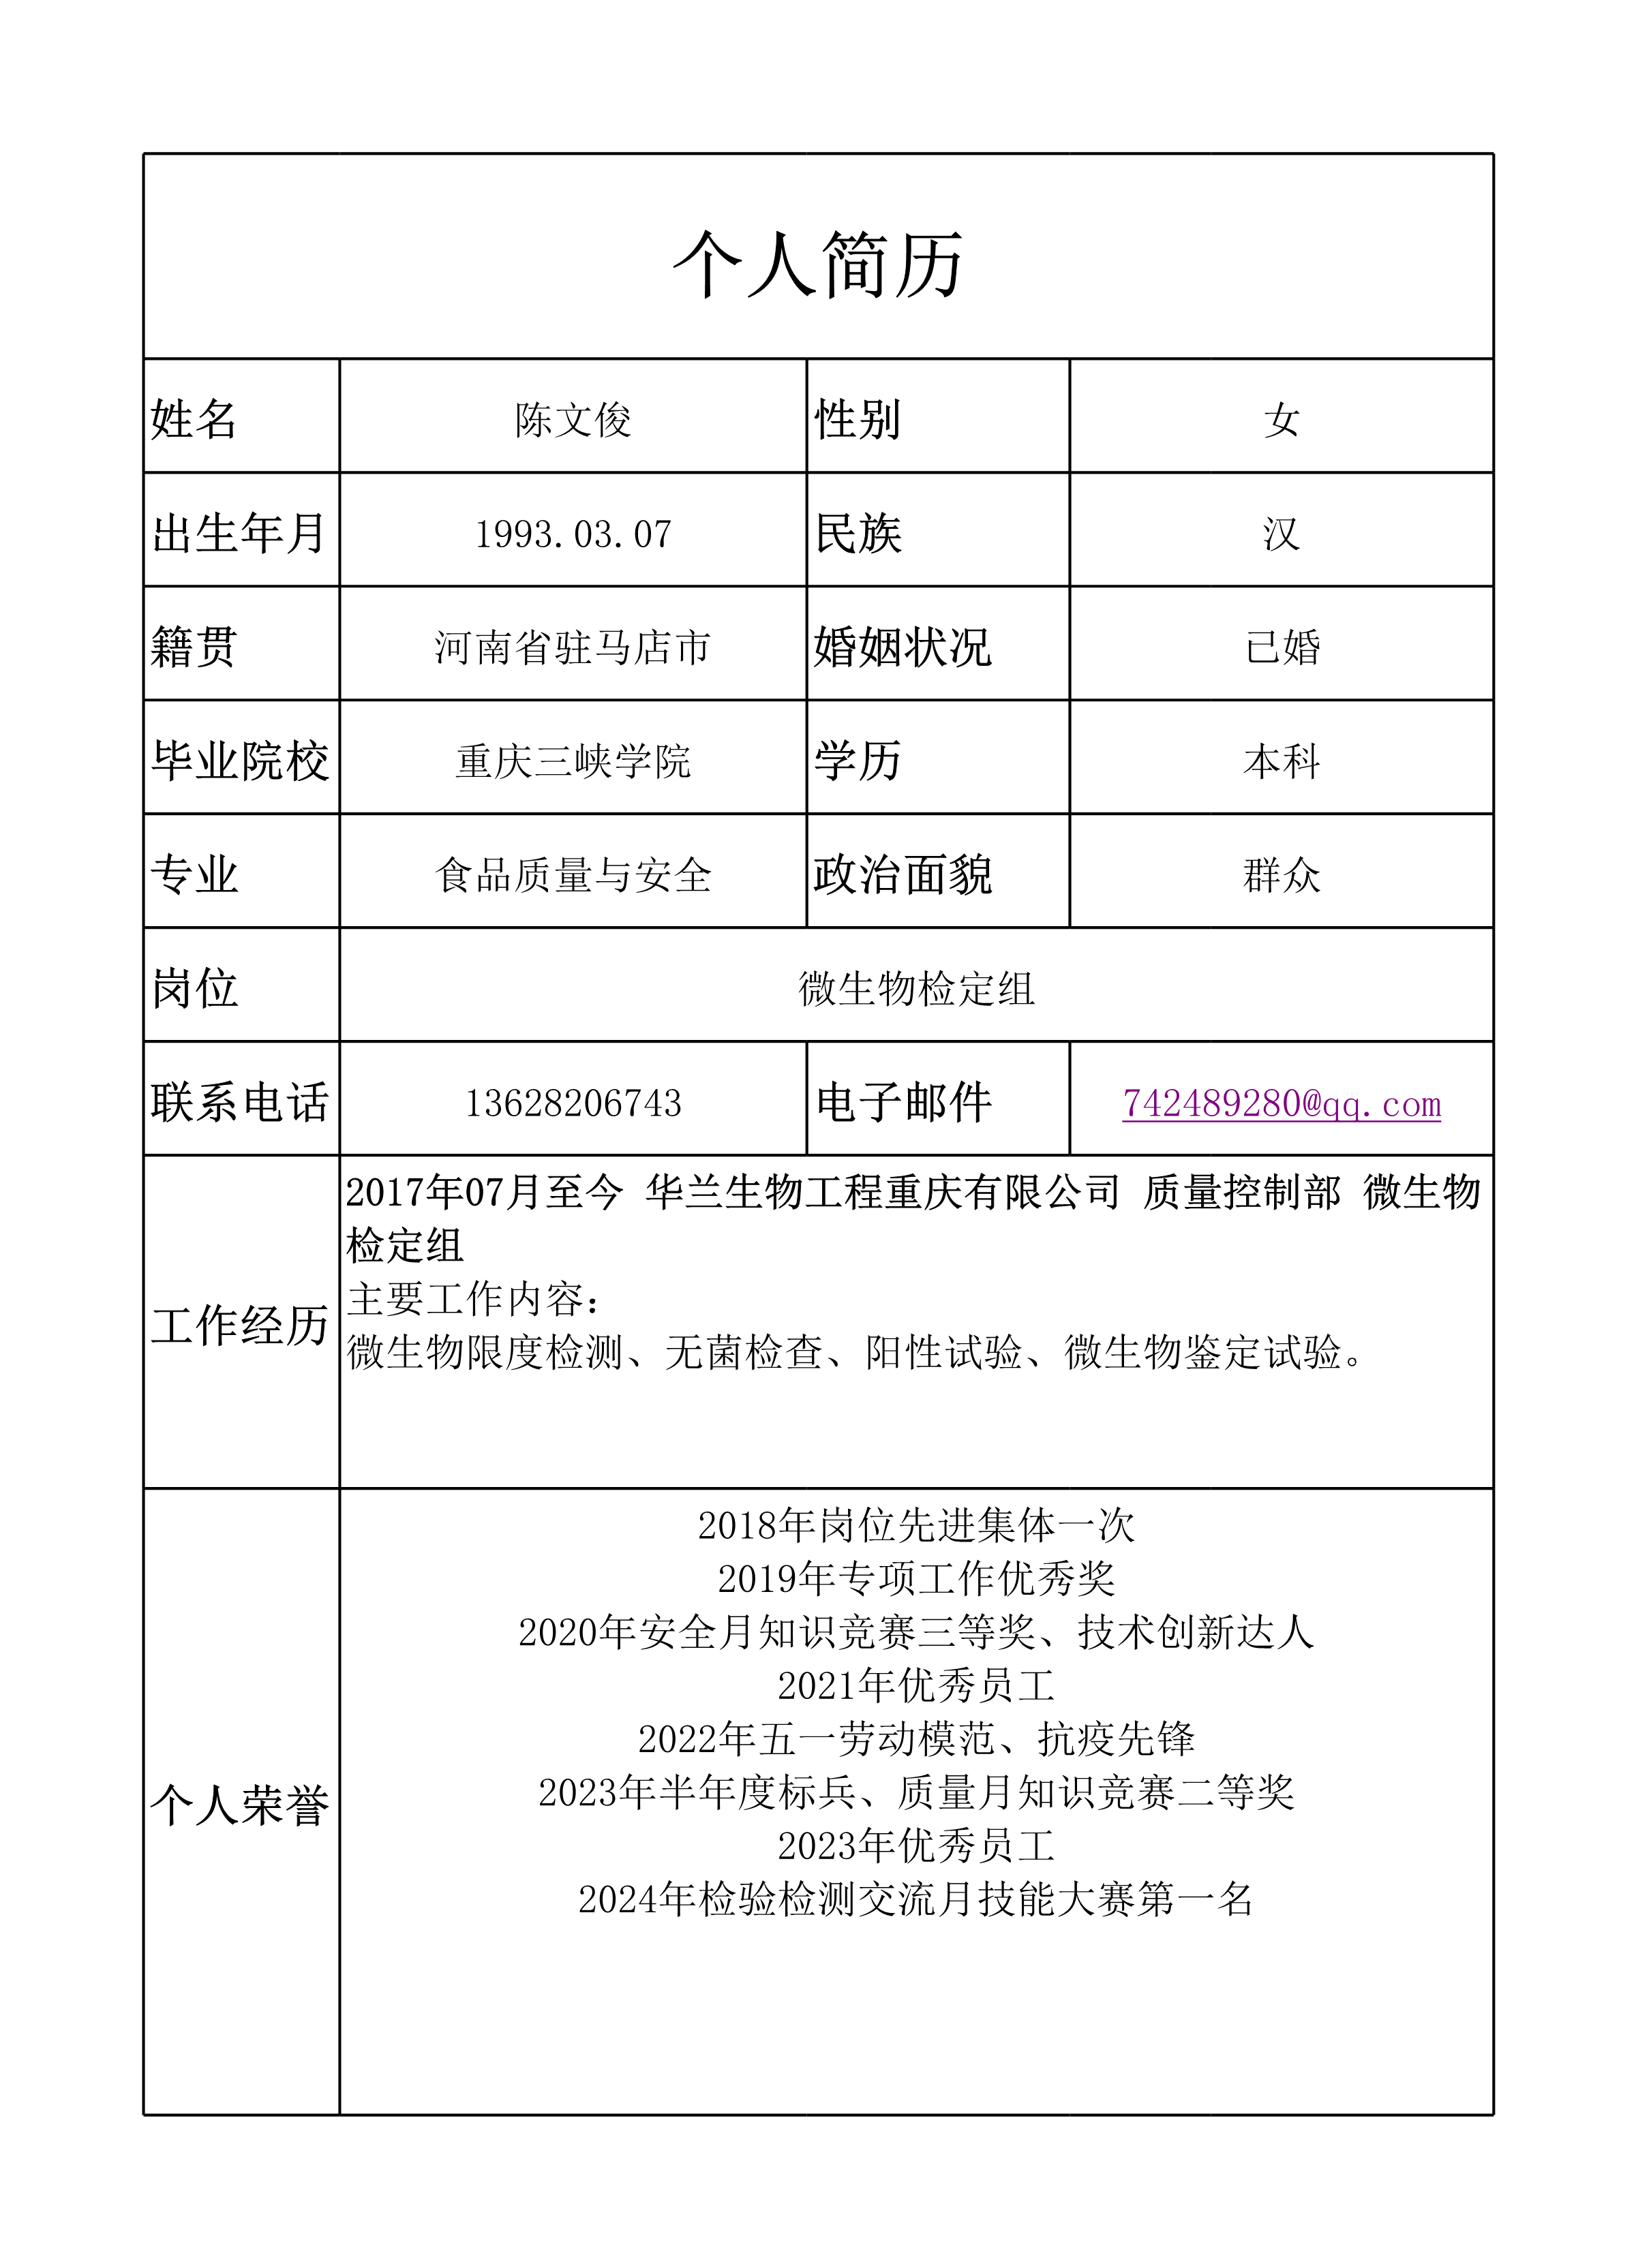 个人简历
姓名 陈文俊 性别 女
出生年月 1993.03.07 民族 汉
籍贯 河南省驻马店市 婚姻状况 已婚
毕业院校 重庆三峡学院 学历 本科
专业 食品质量与安全 政治面貌 群众
岗位 微生物检定组
联系电话 13628206743 电子邮件 742489280@qq.com
工作经历
2017年07月至今 华兰生物工程重庆有限公司 质量控制部 微生物
检定组
主要工作内容：
微生物限度检测、无菌检查、阳性试验、微生物鉴定试验。
个人荣誉
2018年岗位先进集体一次
2019年专项工作优秀奖
2020年安全月知识竞赛三等奖、技术创新达人
2021年优秀员工
2022年五一劳动模范、抗疫先锋
2023年半年度标兵、质量月知识竞赛二等奖
2023年优秀员工
2024年检验检测交流月技能大赛第一名